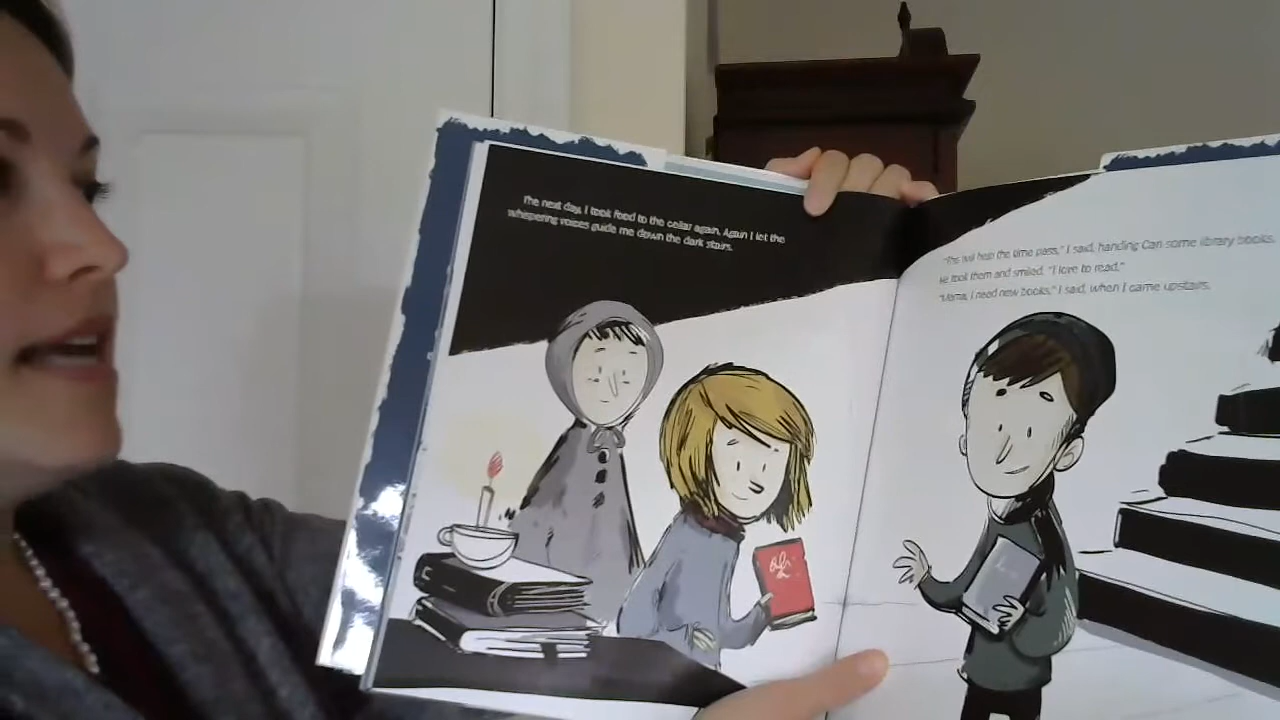 The next day, I took food to the cellar again. Again I let the
whispering voices guide me down the dark stairs.
"This will help the time pass," I said, handing Carl some library books.
He took them and smiled. "I love to read."
"Mama, I need new books," I said, when I came upstairs.